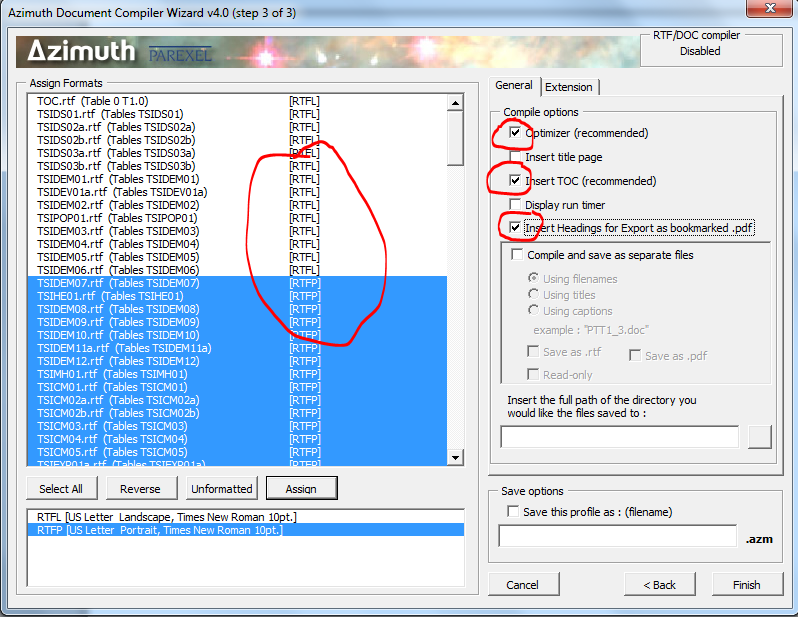 Azimuth Document Compiler Wizard v4.0 (step 3 of 3)
Azimuth PAREXEL
RTF/DOC compiler
Disabled
Assign Formats
TOC.rtf (Table 0 T1.0) [RTFL]
TSIDS01.rtf (Tables TSIDS01) [RTFL]
TSIDS02a.rtf (Tables TSIDS02a) [RTFL]
TSIDS02b.rtf (Tables TSIDS02b) [RTFL]
TSIDS03a.rtf (Tables TSIDS03a) [RTFL]
TSIDS03b.rtf (Tables TSIDS03b) [RTFL]
TSIDEM01.rtf (Tables TSIDEM01) [RTFL]
TSIDEV01a.rtf (Tables TSIDEV01a) [RTFL]
TSIDEM02.rtf (Tables TSIDEM02) [RTFL]
TSIPOP01.rtf (Tables TSIPOP01) [RTFL]
TSIDEM03.rtf (Tables TSIDEM03) [RTFL]
TSIDEM04.rtf (Tables TSIDEM04) [RTFL]
TSIDEM05.rtf (Tables TSIDEM05) [RTFL]
TSIDEM06.rtf (Tables TSIDEM06) [RTFL]
TSIDEM07.rtf (Tables TSIDEM07) [RTFP]
TSIHE01.rtf (Tables TSIHE01) [RTFP]
TSIDEM08.rtf (Tables TSIDEM08) [RTFP]
TSIDEM09.rtf (Tables TSIDEM09) [RTFP]
TSIDEM10.rtf (Tables TSIDEM10) [RTFP]
TSIDEM11a.rtf (Tables TSIDEM11a) [RTFP]
TSIDEM12.rtf (Tables TSIDEM12) [RTFP]
TSIMH01.rtf (Tables TSIMH01) [RTFP]
TSICM01.rtf (Tables TSICM01) [RTFP]
TSICM02a.rtf (Tables TSICM02a) [RTFP]
TSICM02b.rtf (Tables TSICM02b) [RTFP]
TSICM03.rtf (Tables TSICM03) [RTFP]
TSICM04.rtf (Tables TSICM04) [RTFP]
TSICM05.rtf (Tables TSICM05) [RTFP]
TSIEXP01a.rtf (Tables TSIEXP01a) [RTFP]
Select All Reverse Unformatted Assign
RTFL [US Letter Landscape, Times New Roman 10pt.]
RTFP [US Letter Portrait, Times New Roman 10pt.]
General Extension
Compile options
Optimizer (recommended)
Insert title page
Insert TOC (recommended)
Display run timer
Insert Headings for Export as bookmarked .pdf
Compile and save as separate files
Using filenames
Using titles
Using captions
example : "PTT1_3.doc"
Save as .rtf Save as .pdf
Read-only
Insert the full path of the directory you
would like the files saved to :
Save options
Save this profile as : (filename)
.azm
Cancel < Back Finish